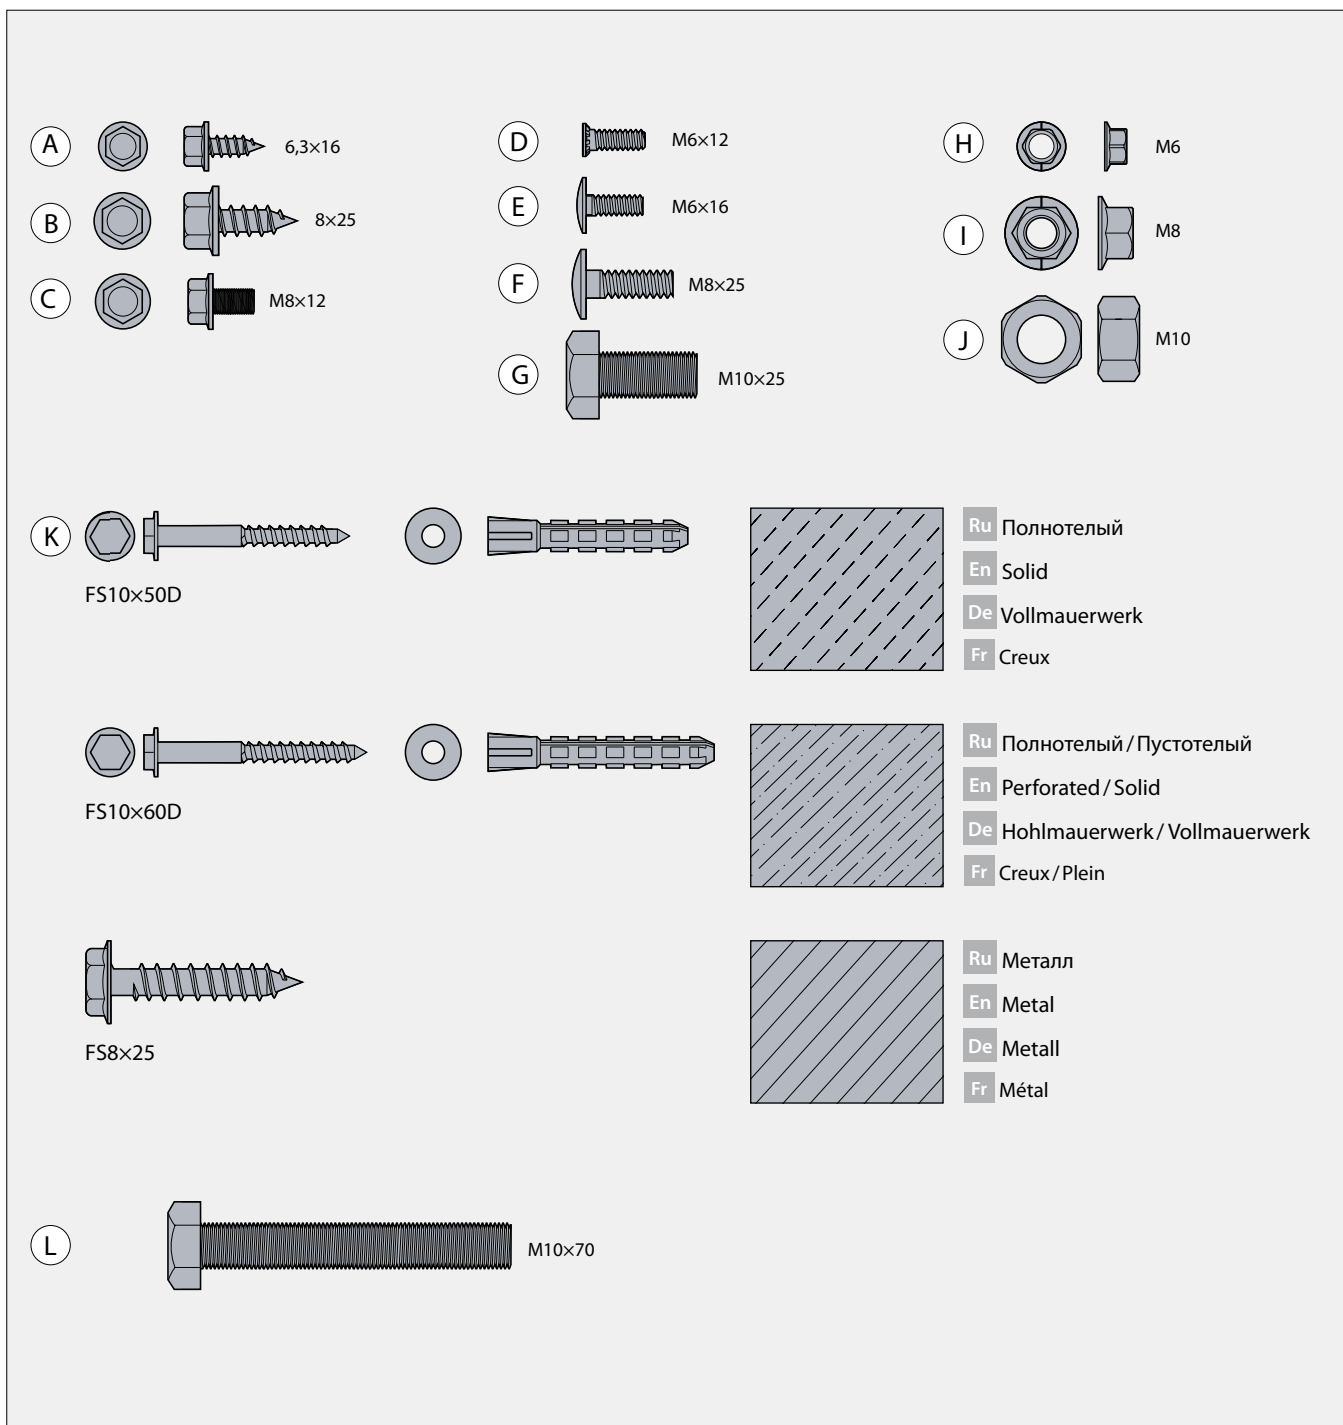 A 6,3×16
B 8×25
C M8×12
D M6×12
E M6×16
F M8×25
G M10×25
H M6
I M8
J M10
K
FS10×50D
Ru Полнотелый
En Solid
De Vollmauerwerk
Fr Creux
FS10×60D
Ru Полнотелый / Пустотелый
En Perforated / Solid
De Hohlmauerwerk / Vollmauerwerk
Fr Creux / Plein
FS8×25
Ru Металл
En Metal
De Metall
Fr Métal
L M10×70